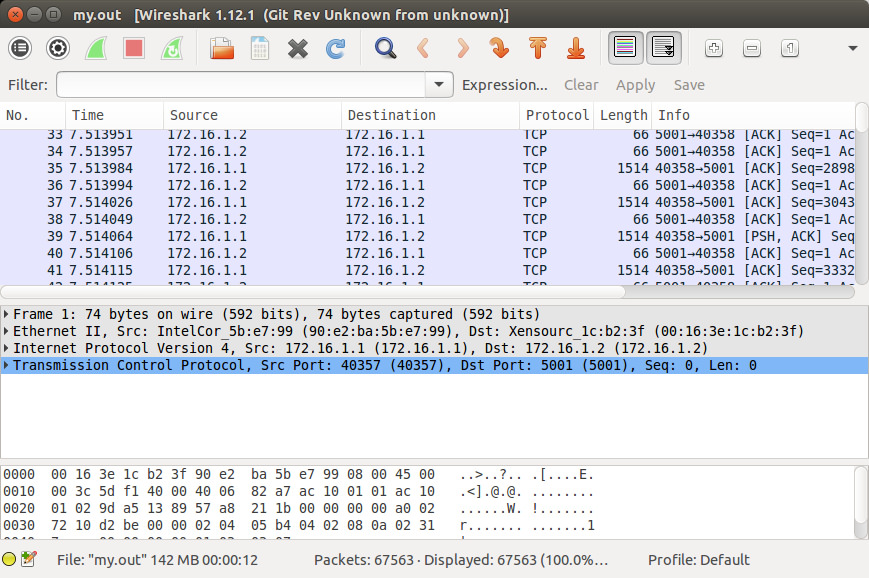 my.out   [Wireshark 1.12.1  (Git Rev Unknown from unknown)]
Filter: Expression... Clear Apply Save
No. Time Source Destination Protocol Length Info
33 7.513951 172.16.1.2 172.16.1.1 TCP 66 5001→40358 [ACK] Seq=1 Ac
34 7.513957 172.16.1.2 172.16.1.1 TCP 66 5001→40358 [ACK] Seq=1 Ac
35 7.513984 172.16.1.1 172.16.1.2 TCP 1514 40358→5001 [ACK] Seq=2898
36 7.513994 172.16.1.2 172.16.1.1 TCP 66 5001→40358 [ACK] Seq=1 Ac
37 7.514026 172.16.1.1 172.16.1.2 TCP 1514 40358→5001 [ACK] Seq=3043
38 7.514049 172.16.1.2 172.16.1.1 TCP 66 5001→40358 [ACK] Seq=1 Ac
39 7.514064 172.16.1.1 172.16.1.2 TCP 1514 40358→5001 [PSH, ACK] Seq
40 7.514106 172.16.1.2 172.16.1.1 TCP 66 5001→40358 [ACK] Seq=1 Ac
41 7.514115 172.16.1.1 172.16.1.2 TCP 1514 40358→5001 [ACK] Seq=3332
Frame 1: 74 bytes on wire (592 bits), 74 bytes captured (592 bits)
Ethernet II, Src: IntelCor_5b:e7:99 (90:e2:ba:5b:e7:99), Dst: Xensourc_1c:b2:3f (00:16:3e:1c:b2:3f)
Internet Protocol Version 4, Src: 172.16.1.1 (172.16.1.1), Dst: 172.16.1.2 (172.16.1.2)
Transmission Control Protocol, Src Port: 40357 (40357), Dst Port: 5001 (5001), Seq: 0, Len: 0
0000  00 16 3e 1c b2 3f 90 e2  ba 5b e7 99 08 00 45 00   ..>..?.. .[....E.
0010  00 3c 5d f1 40 00 40 06  82 a7 ac 10 01 01 ac 10   .<].@.@. ........
0020  01 02 9d a5 13 89 57 a8  21 1b 00 00 00 00 a0 02   ......W. !.......
0030  72 10 d2 be 00 00 02 04  05 b4 04 02 08 0a 02 31   r....... .......1
File: "my.out" 142 MB 00:00:12 Packets: 67563 · Displayed: 67563 (100.0%... Profile: Default